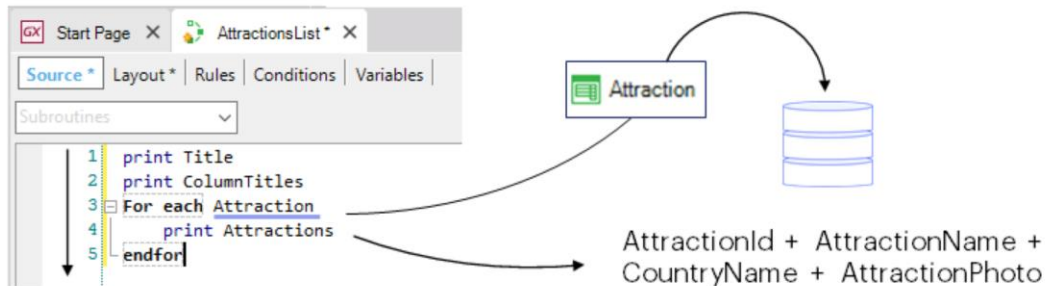 GX Start Page X AttractionsList * X
Source * Layout * Rules Conditions Variables
Subroutines
1 print Title
2 print ColumnTitles
3 For each Attraction
4 print Attractions
5 endfor
Attraction
AttractionId + AttractionName +
CountryName + AttractionPhoto